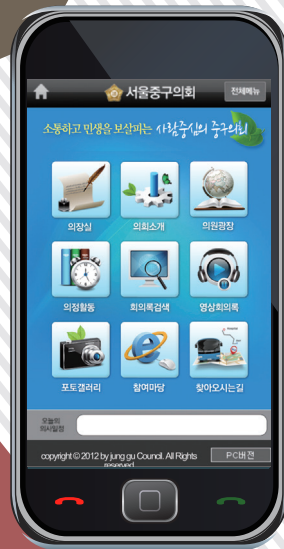 서울중구의회
전체메뉴
소통하고 민생을 보살피는 사람중심의 중구의회
의장실 의회소개 의원광장
의정활동 회의록검색 영상회의록
포토갤러리 참여마당 찾아오시는길
오늘의
의사일정
copyright © 2012 by jung gu Council. All Rights
reserved
PC버전